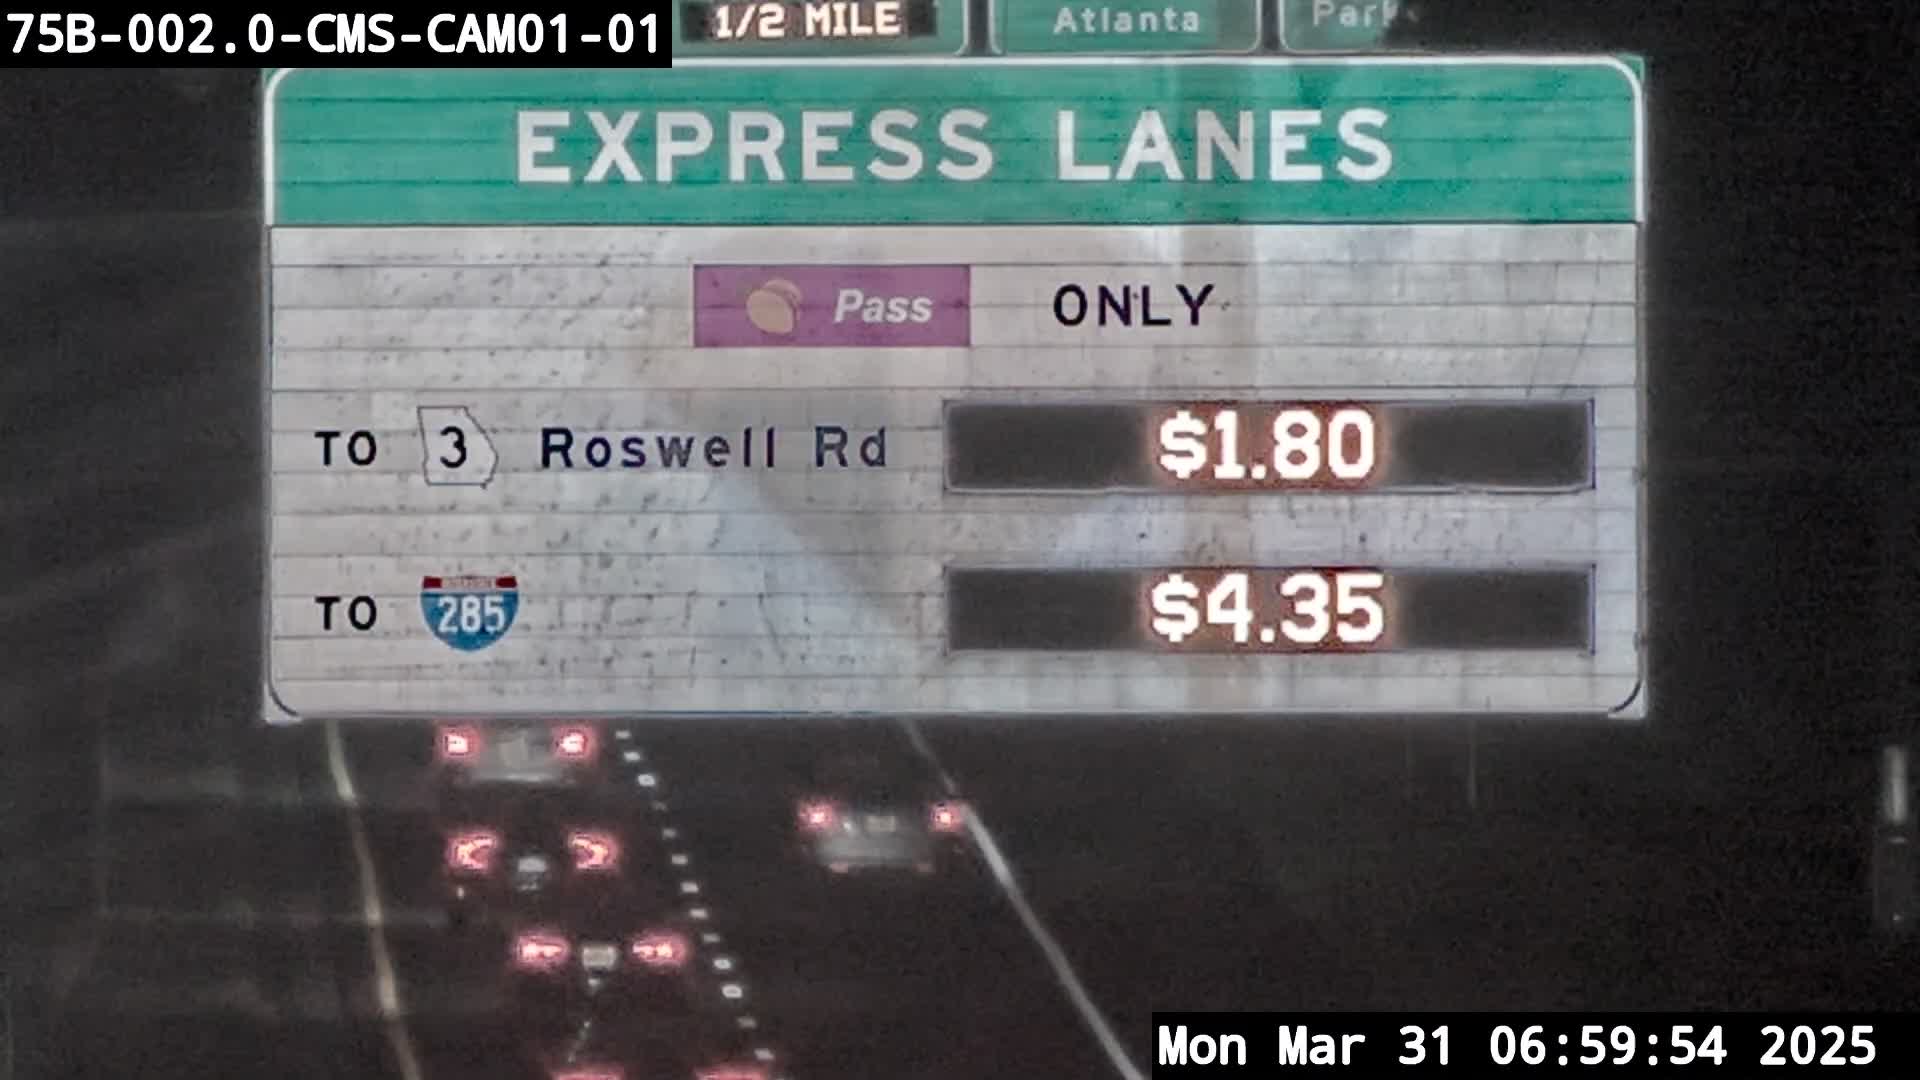 75B-002.0-CMS-CAM01-01
1/2 MILE
Atlanta
Park
EXPRESS LANES
Pass ONLY
TO 3 Roswell Rd $1.80
TO 285 $4.35
Mon Mar 31 06:59:54 2025